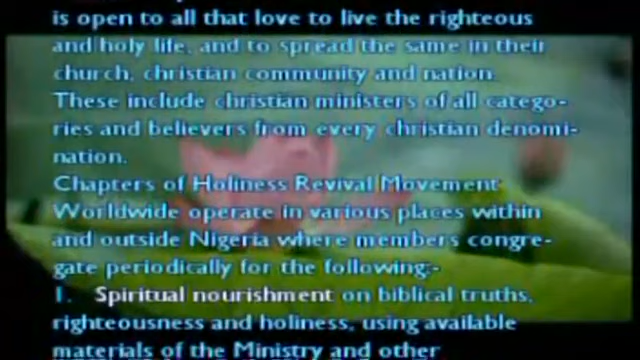 is open to all that love to live the righteous
and holy life, and to spread the same in their
church, christian community and nation.
These include christian ministers of all catego-
ries and believers from every christian denomi-
nation.
Chapters of Holiness Revival Movement
Worldwide operate in various places within
and outside Nigeria where members congre-
gate periodically for the following:-
1. Spiritual nourishment on biblical truths,
righteousness and holiness, using available
materials of the Ministry and other